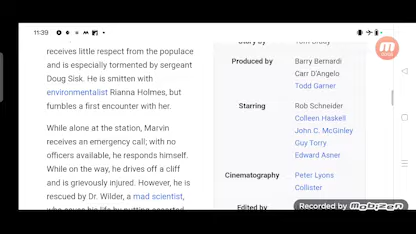 11:39
receives little respect from the populace
and is especially tormented by sergeant
Doug Sisk. He is smitten with
environmentalist Rianna Holmes, but
fumbles a first encounter with her.
While alone at the station, Marvin
receives an emergency call; with
no officers available, he responds himself.
While on the way, he drives off a cliff
and is grievously injured. However, he is
rescued by Dr. Wilder, a mad scientist,
Produced by
Barry Bernardi
Carr D'Angelo
Todd Garner
Starring
Rob Schneider
Colleen Haskell
John C. McGinley
Guy Torry
Edward Asner
Cinematography
Peter Lyons
Collister
Edited by
Recorded by Mobizen